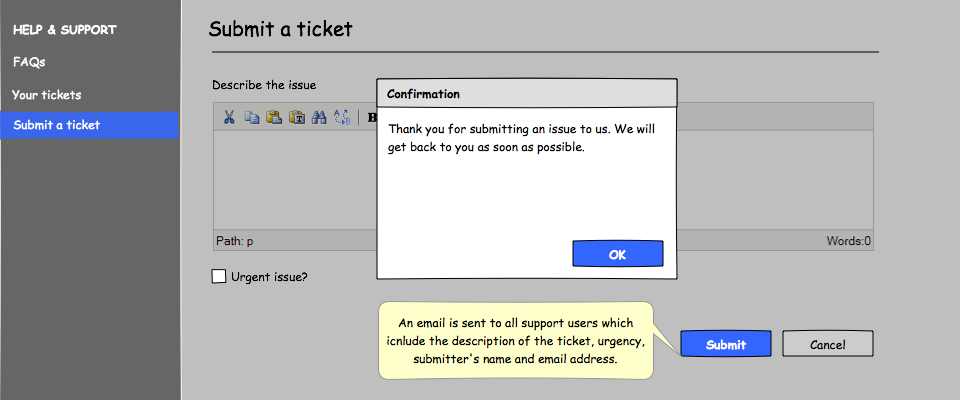 HELP & SUPPORT
FAQs
Your tickets
Submit a ticket
Submit a ticket
Describe the issue
B
Path: p
Words:0
Urgent issue?
Confirmation
Thank you for submitting an issue to us. We will
get back to you as soon as possible.
OK
An email is sent to all support users which
icnlude the description of the ticket, urgency,
submitter's name and email address.
Submit
Cancel